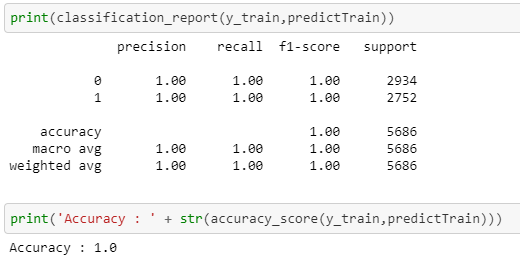 print(classification_report(y_train,predictTrain))
precision recall f1-score support
0 1.00 1.00 1.00 2934
1 1.00 1.00 1.00 2752
accuracy 1.00 5686
macro avg 1.00 1.00 1.00 5686
weighted avg 1.00 1.00 1.00 5686
print('Accuracy : ' + str(accuracy_score(y_train,predictTrain)))
Accuracy : 1.0